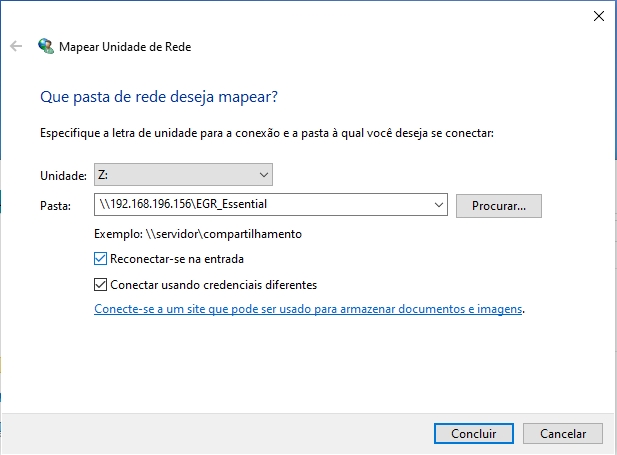 Mapear Unidade de Rede
Que pasta de rede deseja mapear?
Especifique a letra de unidade para a conexão e a pasta à qual você deseja se conectar:
Unidade: Z:
Pasta: \\192.168.196.156\EGR_Essential Procurar...
Exemplo: \\servidor\compartilhamento
Reconectar-se na entrada
Conectar usando credenciais diferentes
Conecte-se a um site que pode ser usado para armazenar documentos e imagens.
Concluir Cancelar